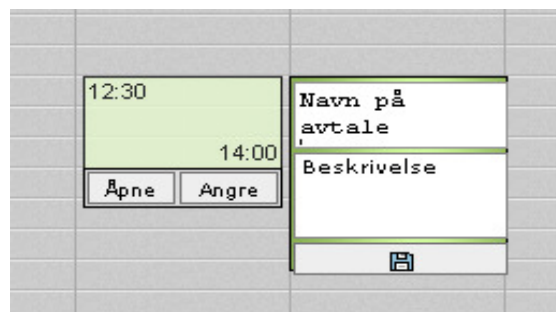 12:30
14:00
Åpne Angre
Navn på
avtale
Beskrivelse